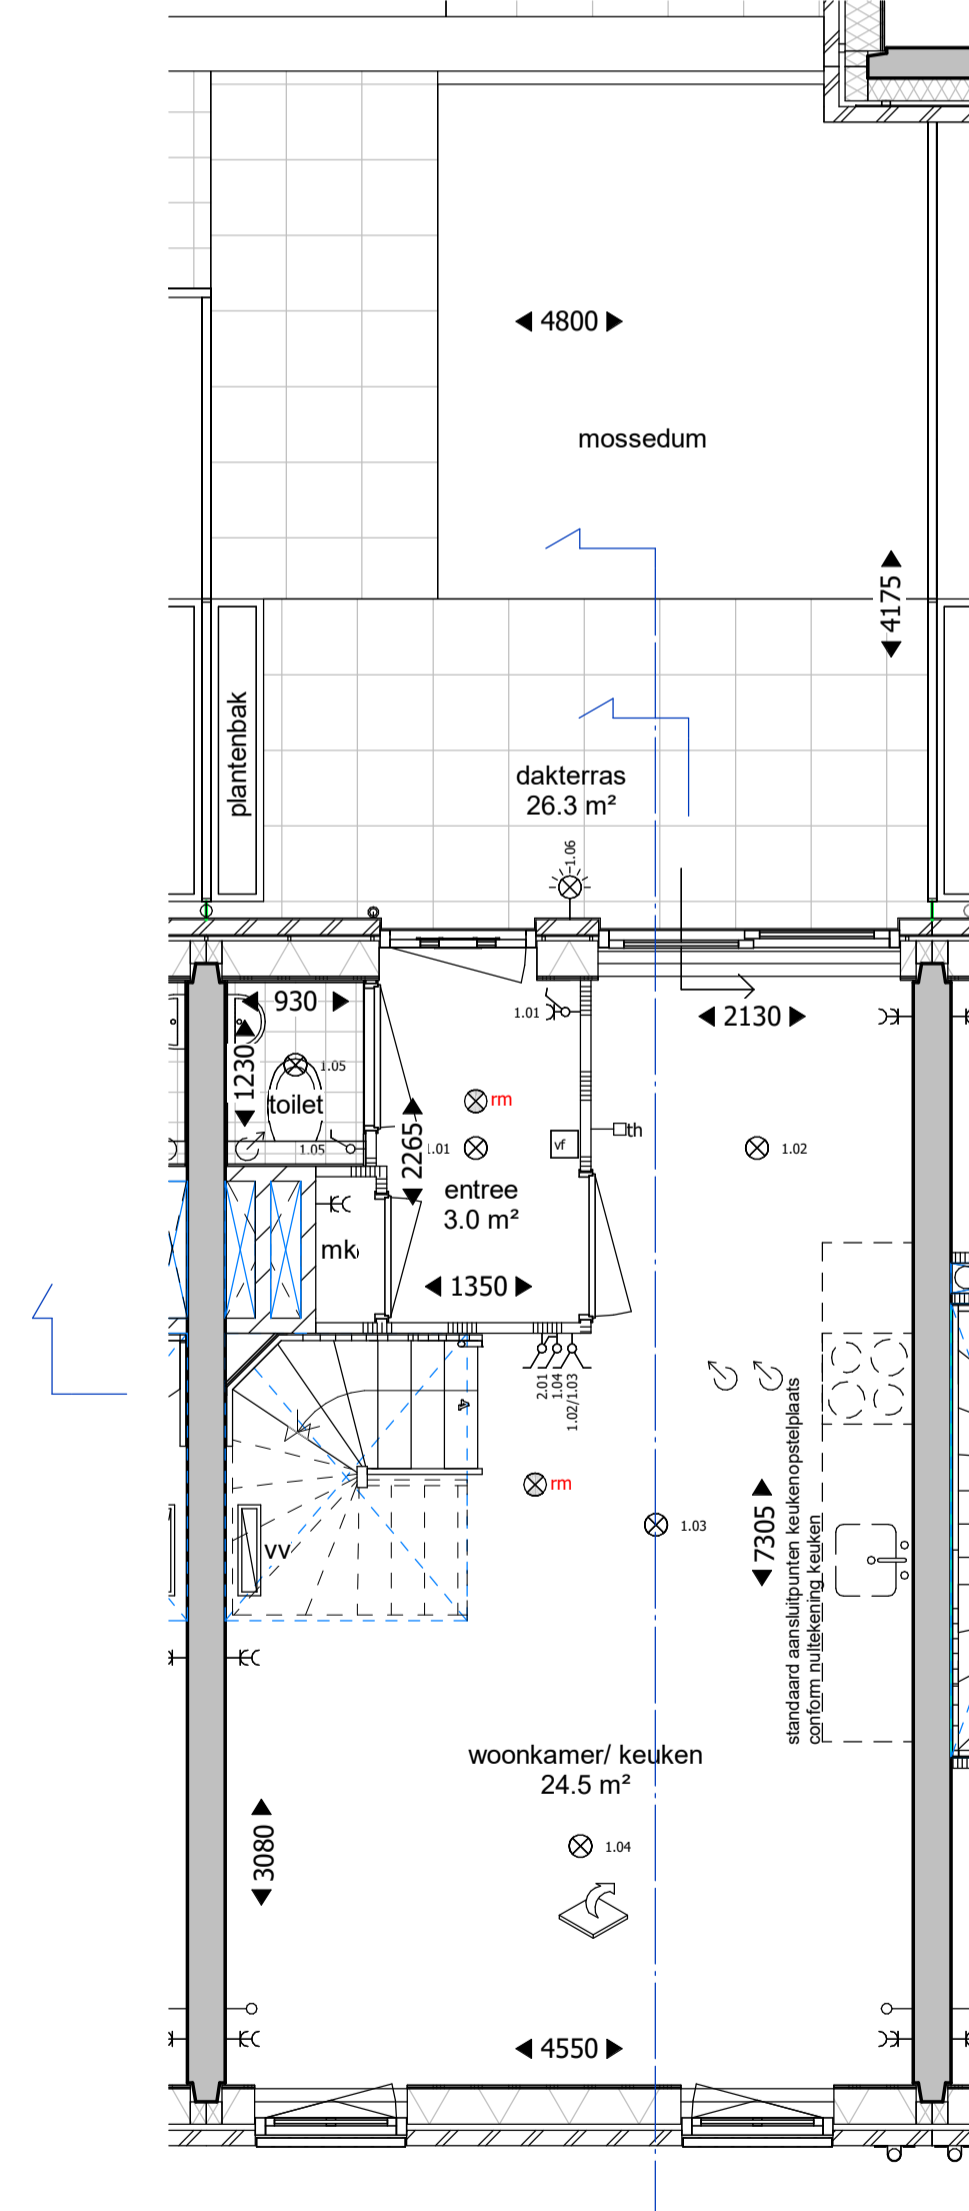 4800
mossedum
4175
plantenbak
dakterras
26.3 m²
1.06
930
1.01
2130
1230
1.05
toilet
rm
2265
th
1.05
1.01
vf
1.02
entree
3.0 m²
mk
1350
2.01
1.04
1.02/1.03
4
rm
1.03
vv
7305
standaard aansluitpunten keukenopstelplaats
conform nultekening keuken
woonkamer/ keuken
24.5 m²
3080
1.04
4550